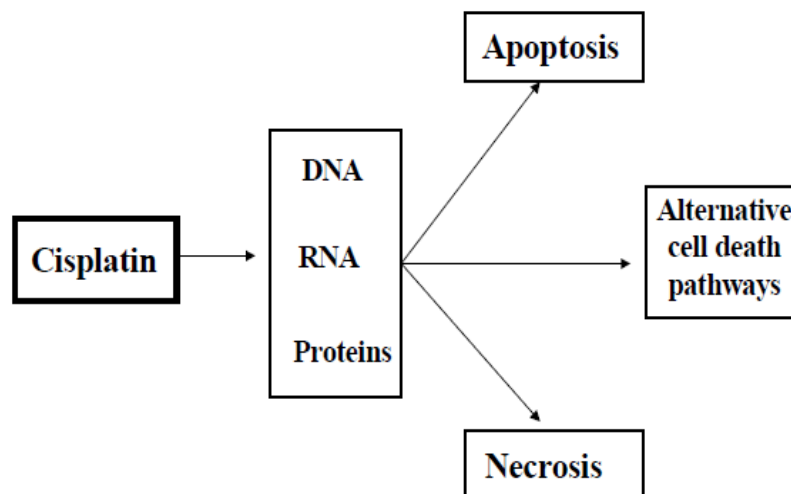 Apoptosis
DNA
Cisplatin
RNA
Proteins
Alternative
cell death
pathways
Necrosis